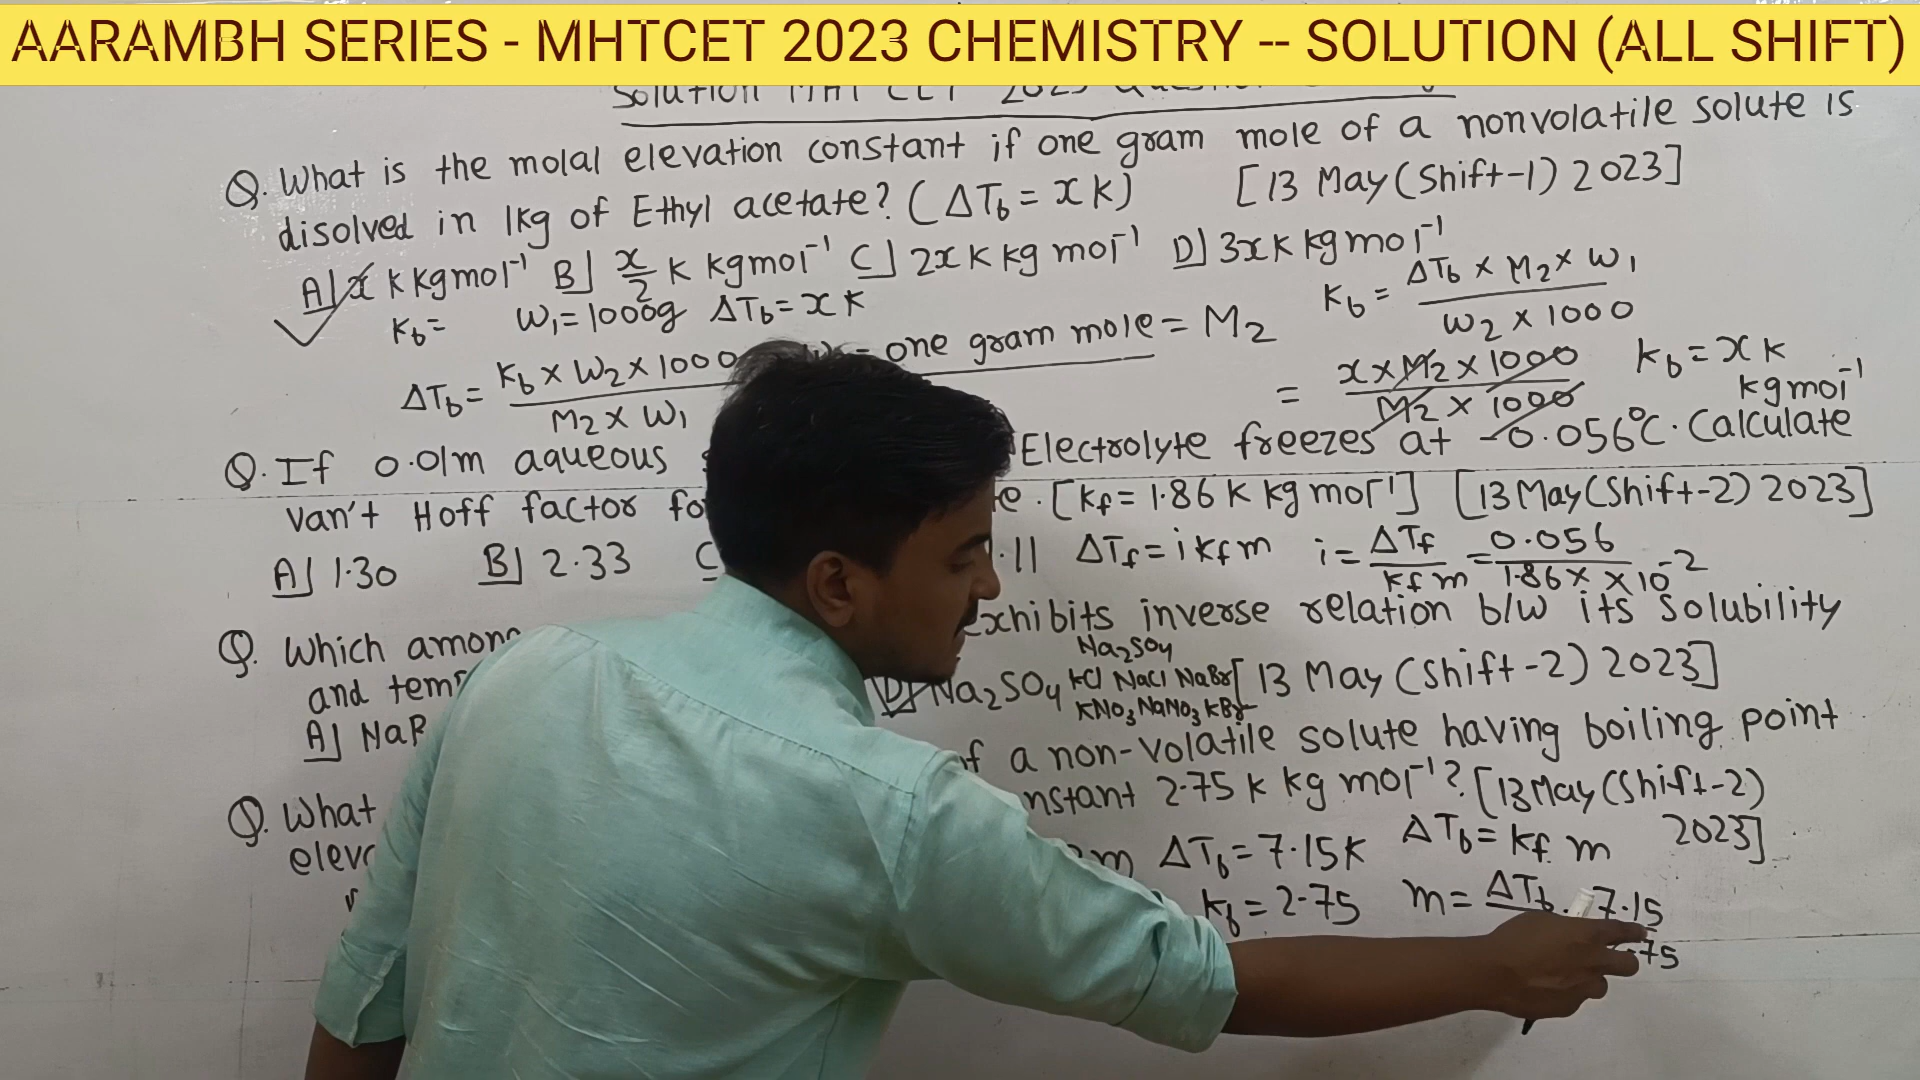 AARAMBH SERIES - MHTCET 2023 CHEMISTRY -- SOLUTION (ALL SHIFT)
Solution MHT CET 2023
Q. What is the molal elevation constant if one gram mole of a nonvolatile solute is
disolved in 1kg of Ethyl acetate? (ΔTb = x K) [13 May (Shift-1) 2023]
A] x K kg mol⁻¹ B] x/2 K kg mol⁻¹ C] 2x K kg mol⁻¹ D] 3x K kg mol⁻¹
Kb = W₁ = 1000g ΔTb = x K
one gram mole = M₂
Kb = ΔTb × M₂ × W₁ / W₂ × 1000
ΔTb = Kb × W₂ × 1000 / M₂ × W₁
= x × M₂ × 1000 / M₂ × 1000 Kb = x K kg mol⁻¹
Q. If 0.01m aqueous Electrolyte freezes at -0.056°C. Calculate
Van't Hoff factor [Kf = 1.86 K kg mol⁻¹] [13 May (Shift-2) 2023]
A] 1.30 B] 2.33 C .11 ΔTf = i Kf m i = ΔTf / Kf m = 0.056 / 1.86 × × 10⁻²
Q. Which among exhibits inverse relation b/w its solubility
and Na₂SO₄
A] D] Na₂SO₄ KCl NaCl NaBr [13 May (Shift-2) 2023]
KNO₃ NaNO₃ KBr
Q. What of a non-volatile solute having boiling point
2.75 K kg mol⁻¹? [13 May (Shift-2)
2023]
m ΔTb = 7.15K ΔTb = Kf m
Kb = 2.75 m = ΔTb 7.15
.75